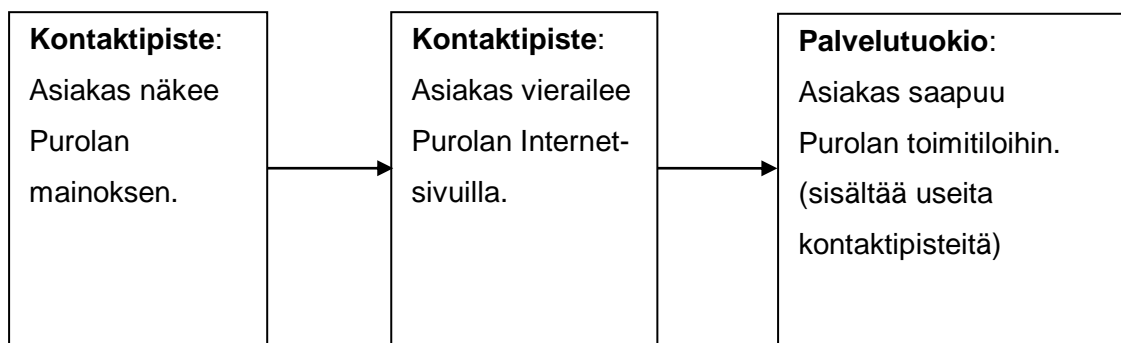 Kontaktipiste:
Asiakas näkee
Purolan
mainoksen.
Kontaktipiste:
Asiakas vierailee
Purolan Internet-
sivuilla.
Palvelutuokio:
Asiakas saapuu
Purolan toimitiloihin.
(sisältää useita
kontaktipisteitä)